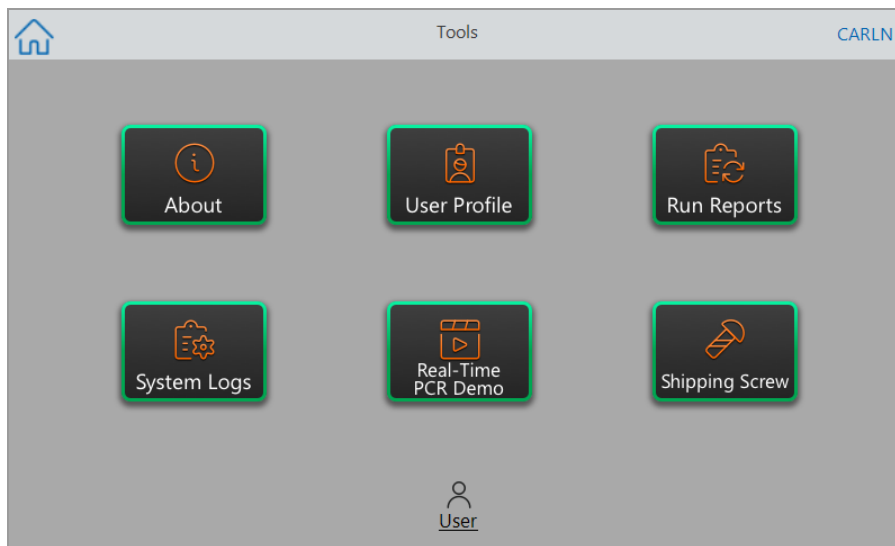 Tools
CARLN
About
User Profile
Run Reports
System Logs
Real-Time
PCR Demo
Shipping Screw
User